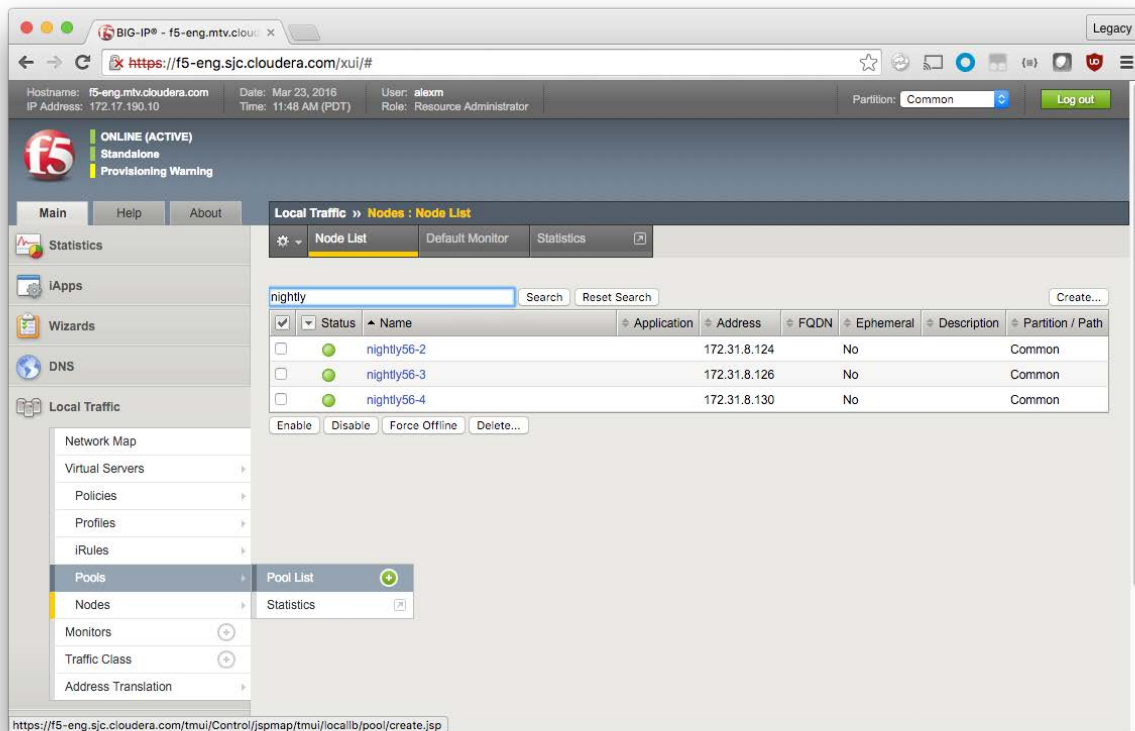 BIG-IP® - f5-eng.mtv.clou
Legacy
https://f5-eng.sjc.cloudera.com/xui/#
Hostname: f5-eng.mtv.cloudera.com Date: Mar 23, 2016 User: alexm
IP Address: 172.17.190.10 Time: 11:48 AM (PDT) Role: Resource Administrator
Partition: Common Log out
f5
ONLINE (ACTIVE)
Standalone
Provisioning Warning
Main Help About
Local Traffic » Nodes : Node List
Node List Default Monitor Statistics
Statistics
iApps
Wizards
DNS
Local Traffic
Network Map
Virtual Servers
Policies
Profiles
iRules
Pools
Nodes
Monitors
Traffic Class
Address Translation
Pool List
Statistics
nightly Search Reset Search Create...
Status Name Application Address FQDN Ephemeral Description Partition / Path
nightly56-2 172.31.8.124 No Common
nightly56-3 172.31.8.126 No Common
nightly56-4 172.31.8.130 No Common
Enable Disable Force Offline Delete...
https://f5-eng.sjc.cloudera.com/tmui/Control/jspmap/tmui/locallb/pool/create.jsp